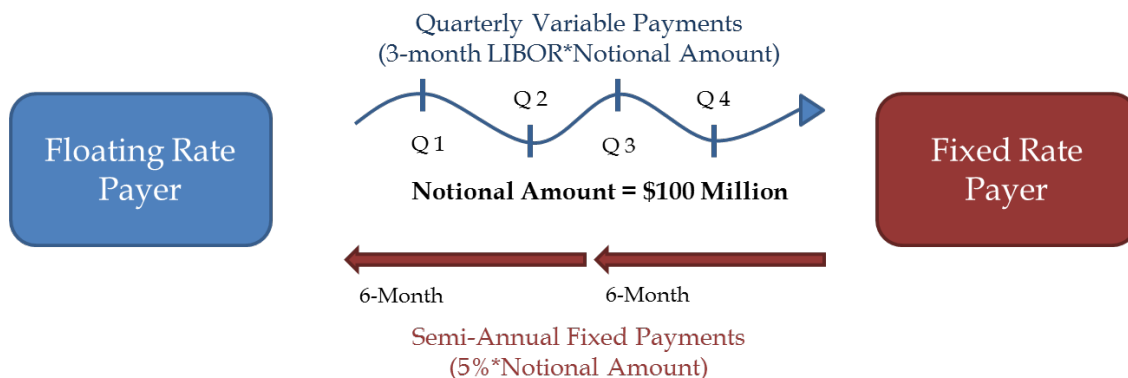 Quarterly Variable Payments
(3-month LIBOR*Notional Amount)
Q 2
Q 4
Q 1
Q 3
Floating Rate
Payer
Fixed Rate
Payer
Notional Amount = $100 Million
6-Month
6-Month
Semi-Annual Fixed Payments
(5%*Notional Amount)